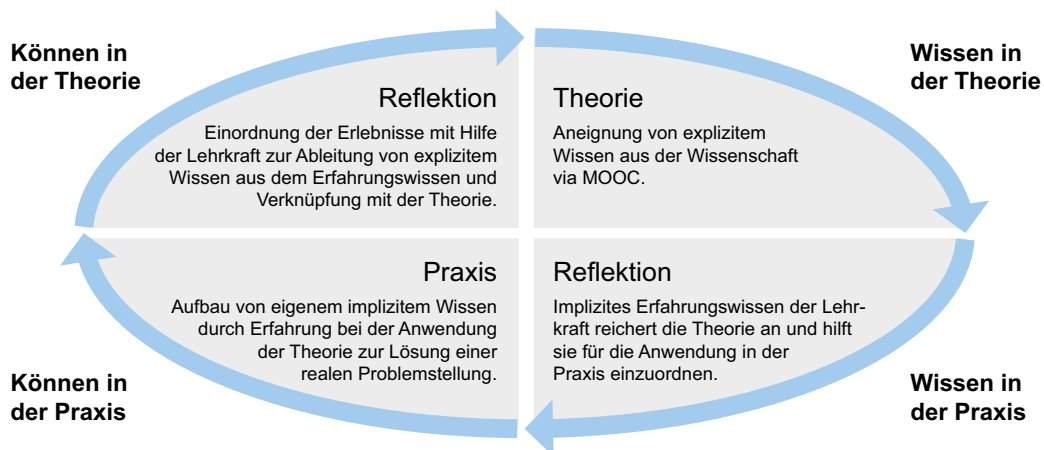 Können in
der Theorie
Wissen in
der Theorie
Reflektion
Einordnung der Erlebnisse mit Hilfe
der Lehrkraft zur Ableitung von explizitem
Wissen aus dem Erfahrungswissen und
Verknüpfung mit der Theorie.
Theorie
Aneignung von explizitem
Wissen aus der Wissenschaft
via MOOC.
Praxis
Aufbau von eigenem implizitem Wissen
durch Erfahrung bei der Anwendung
der Theorie zur Lösung einer
realen Problemstellung.
Reflektion
Implizites Erfahrungswissen der Lehr-
kraft reichert die Theorie an und hilft
sie für die Anwendung in der
Praxis einzuordnen.
Können in
der Praxis
Wissen in
der Praxis